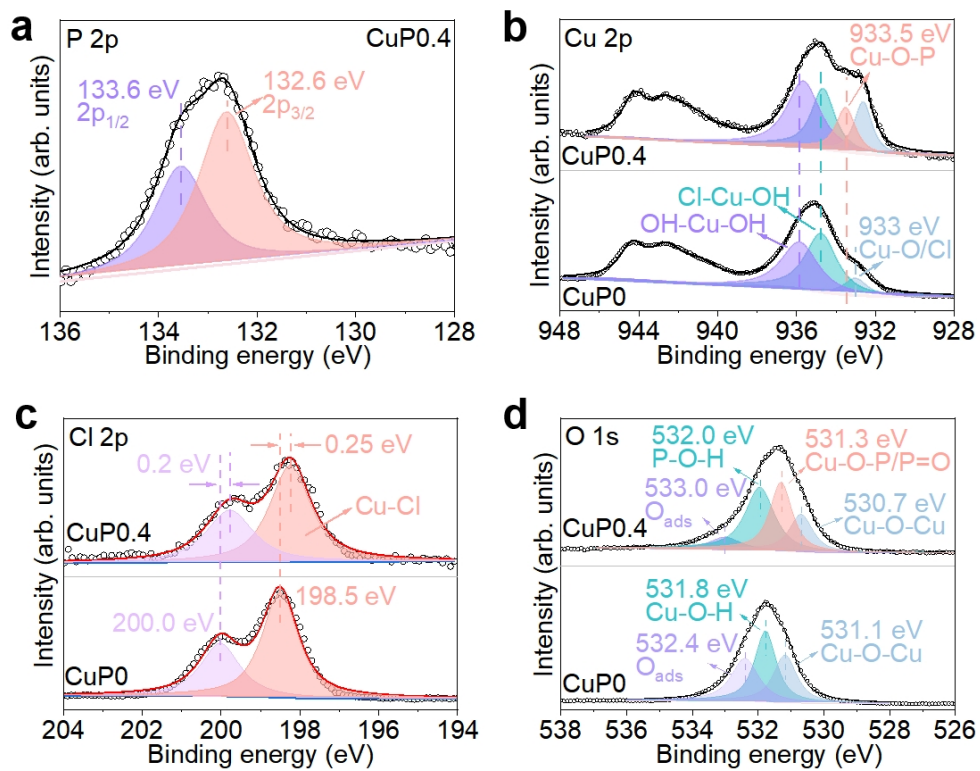 a
P 2p
CuP0.4
133.6 eV
2p1/2
132.6 eV
2p3/2
Intensity (arb. units)
136 134 132 130 128
Binding energy (eV)
b
Cu 2p
933.5 eV
Cu-O-P
CuP0.4
Cl-Cu-OH
OH-Cu-OH
933 eV
Cu-O/Cl
CuP0
Intensity (arb. units)
948 944 940 936 932 928
Binding energy (eV)
c
Cl 2p
0.2 eV
0.25 eV
Cu-Cl
CuP0.4
200.0 eV
198.5 eV
CuP0
Intensity (arb. units)
204 202 200 198 196 194
Binding energy (eV)
d
O 1s
532.0 eV
P-O-H
533.0 eV
Oads
531.3 eV
Cu-O-P/P=O
530.7 eV
Cu-O-Cu
CuP0.4
531.8 eV
Cu-O-H
532.4 eV
Oads
531.1 eV
Cu-O-Cu
CuP0
Intensity (arb. units)
538 536 534 532 530 528 526
Binding energy (eV)